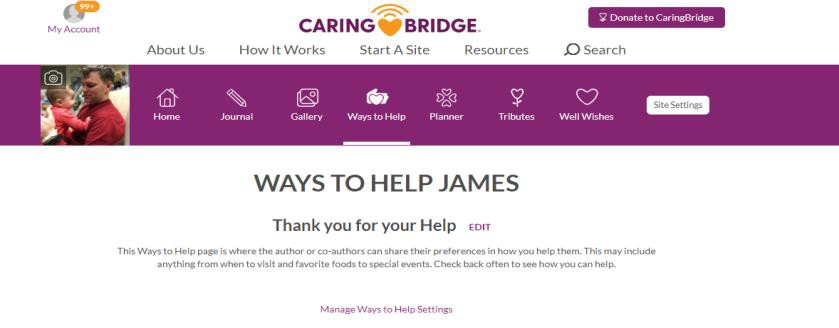 99+
My Account
CARING BRIDGE
Donate to CaringBridge
About Us How It Works Start A Site Resources Search
Home Journal Gallery Ways to Help Planner Tributes Well Wishes Site Settings
WAYS TO HELP JAMES
Thank you for your Help EDIT
This Ways to Help page is where the author or co-authors can share their preferences in how you help them. This may include
anything from when to visit and favorite foods to special events. Check back often to see how you can help.
Manage Ways to Help Settings